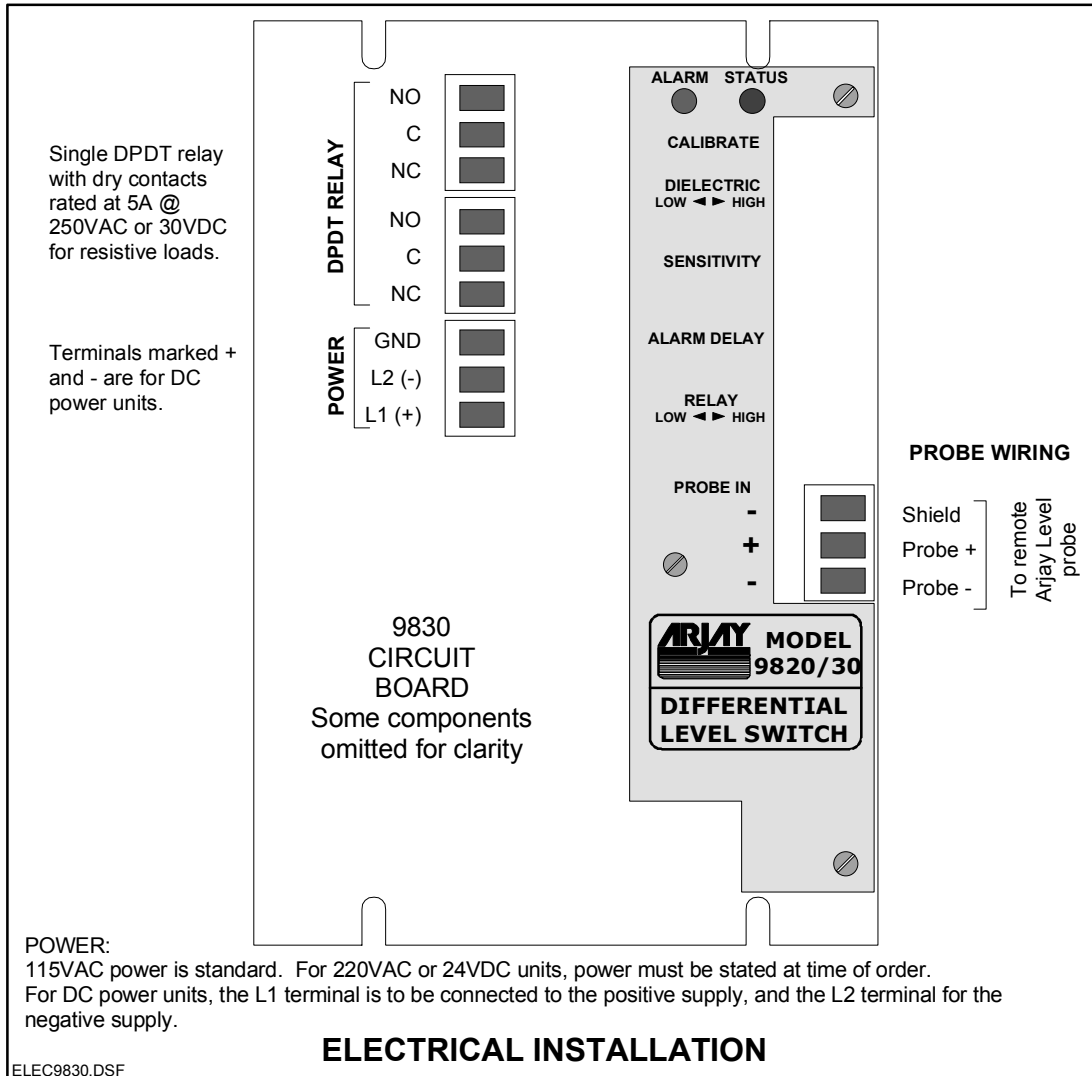 Single DPDT relay
with dry contacts
rated at 5A @
250VAC or 30VDC
for resistive loads.
Terminals marked +
and - are for DC
power units.
DPDT RELAY
NO
C
NC
NO
C
NC
POWER
GND
L2 (-)
L1 (+)
ALARM STATUS
CALIBRATE
DIELECTRIC
LOW ◄ ► HIGH
SENSITIVITY
ALARM DELAY
RELAY
LOW ◄ ► HIGH
PROBE IN
-
+
-
PROBE WIRING
Shield
Probe +
Probe -
To remote
Arjay Level
probe
9830
CIRCUIT
BOARD
Some components
omitted for clarity
ARJAY
MODEL
9820/30
DIFFERENTIAL
LEVEL SWITCH
POWER:
115VAC power is standard. For 220VAC or 24VDC units, power must be stated at time of order.
For DC power units, the L1 terminal is to be connected to the positive supply, and the L2 terminal for the
negative supply.
ELECTRICAL INSTALLATION
ELEC9830.DSF